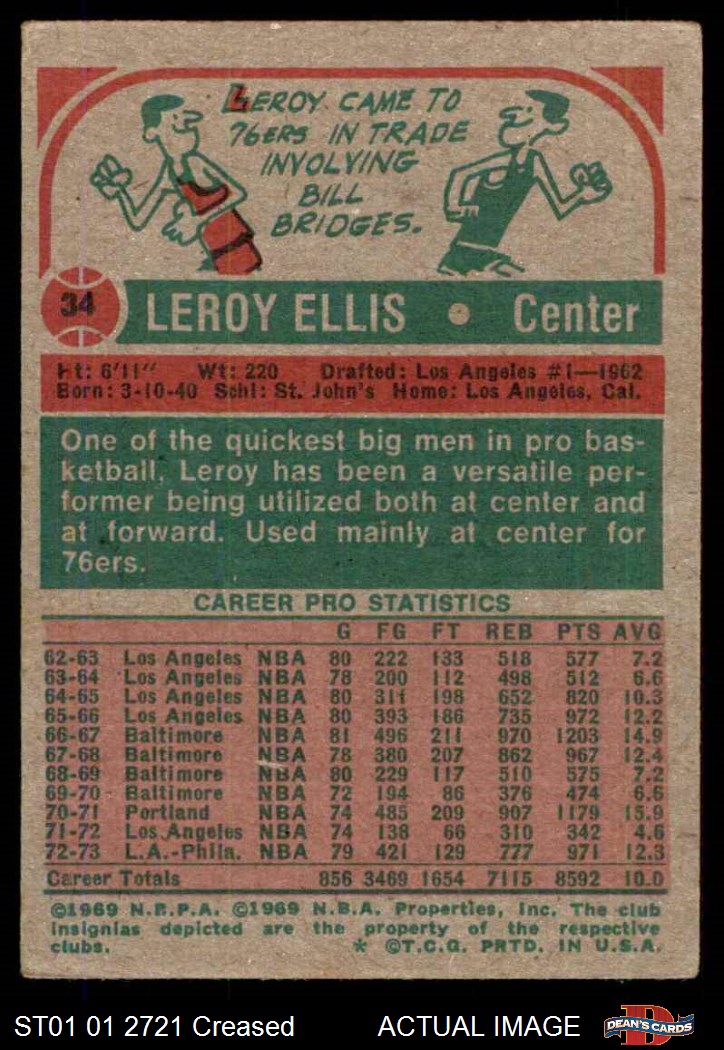 LEROY CAME TO
76ERS IN TRADE
INVOLVING
BILL
BRIDGES.
34
LEROY ELLIS • Center
Ht: 6'11" Wt: 220 Drafted: Los Angeles #1—1962
Born: 3-10-40 Schl: St. John's Home: Los Angeles, Cal.
One of the quickest big men in pro bas-
ketball, Leroy has been a versatile per-
former being utilized both at center and
at forward. Used mainly at center for
76ers.
CAREER PRO STATISTICS
G FG FT REB PTS AVG
62-63 Los Angeles NBA 80 222 133 518 577 7.2
63-64 Los Angeles NBA 78 200 112 498 512 6.6
64-65 Los Angeles NBA 80 311 198 652 820 10.3
65-66 Los Angeles NBA 80 393 186 735 972 12.2
66-67 Baltimore NBA 81 496 211 970 1203 14.9
67-68 Baltimore NBA 78 380 207 862 967 12.4
68-69 Baltimore NBA 80 229 117 510 575 7.2
69-70 Baltimore NBA 72 194 86 376 474 6.6
70-71 Portland NBA 74 485 209 907 1179 15.9
71-72 Los Angeles NBA 74 138 66 310 342 4.6
72-73 L.A.-Phila. NBA 79 421 129 777 971 12.3
Career Totals 856 3469 1654 7115 8592 10.0
©1969 N.B.P.A. ©1969 N.B.A. Properties, Inc. The club
insignias depicted are the property of the respective
clubs. * ©T.C.G. PRTD. IN U.S.A.
ST01 01 2721 Creased ACTUAL IMAGE
D
DEAN'S CARDS